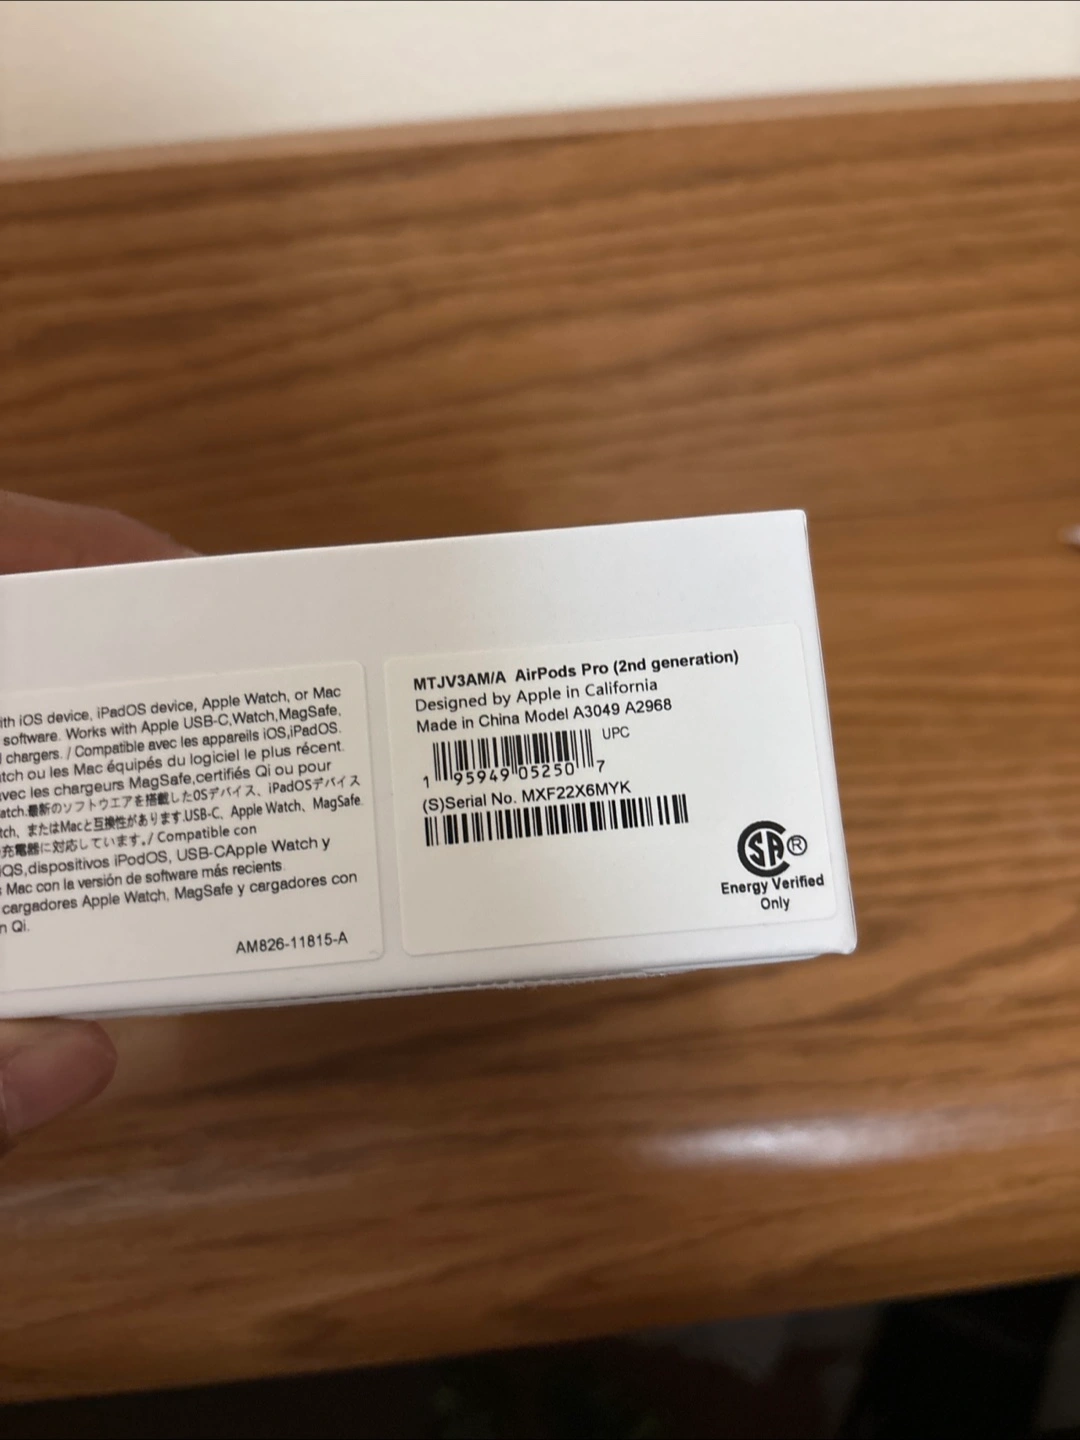 ith iOS device, iPadOS device, Apple Watch, or Mac
software. Works with Apple USB-C,Watch,MagSafe,
chargers. / Compatible avec les appareils iOS,iPadOS.
tch ou les Mac équipés du logiciel le plus récent.
vec les chargeurs MagSafe,certifiés Qi ou pour
atch.最新のソフトウエアを搭載したOSデバイス、iPadOSデバイス
tch、またはMacと互換性があります.USB-C、Apple Watch、MagSafe.
充電器に対応しています。/ Compatible con
iOS,dispositivos iPodOS, USB-CApple Watch y
Mac con la versión de software más recients
cargadores Apple Watch, MagSafe y cargadores con
n Qi.
AM826-11815-A
MTJV3AM/A AirPods Pro (2nd generation)
Designed by Apple in California
Made in China Model A3049 A2968
UPC
1 95949 05250 7
(S)Serial No. MXF22X6MYK
SA®
Energy Verified
Only